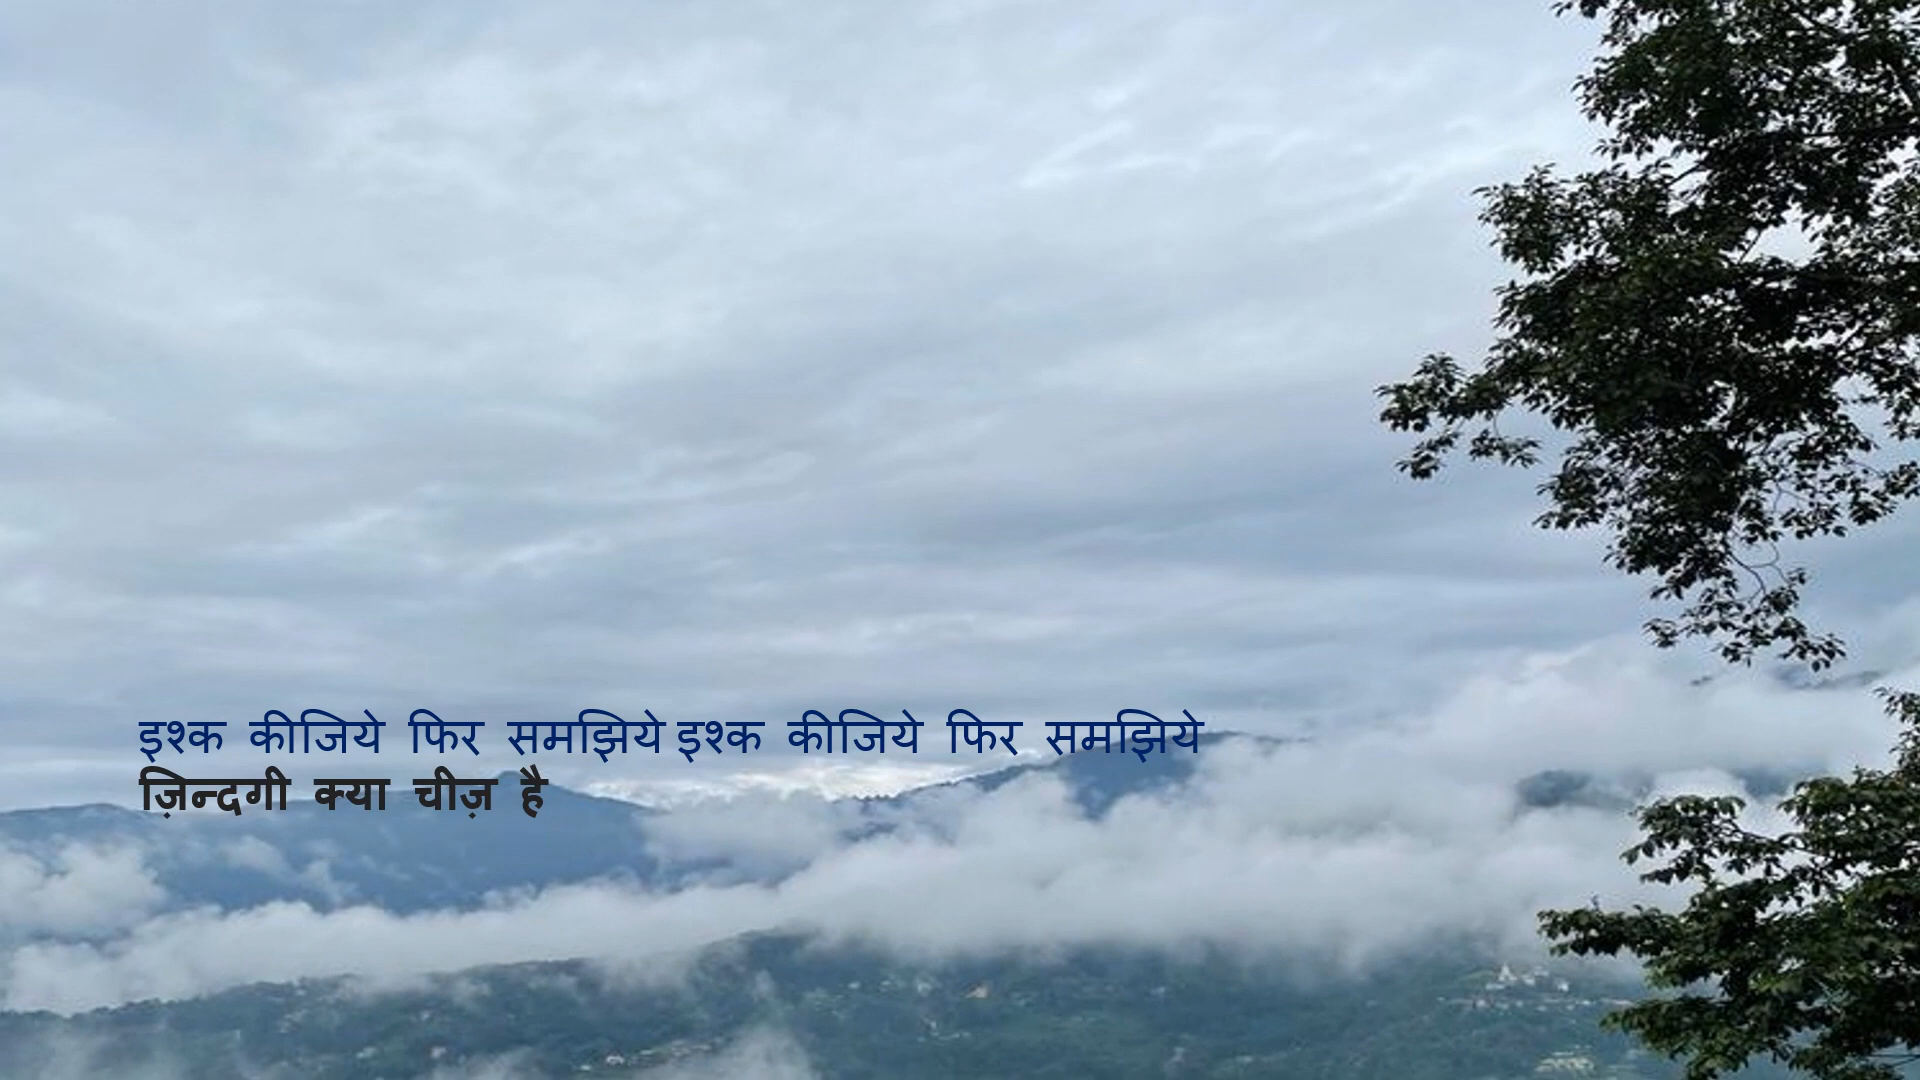 इश्क कीजिये फिर समझिये इश्क कीजिये फिर समझिये
ज़िन्दगी क्या चीज़ है